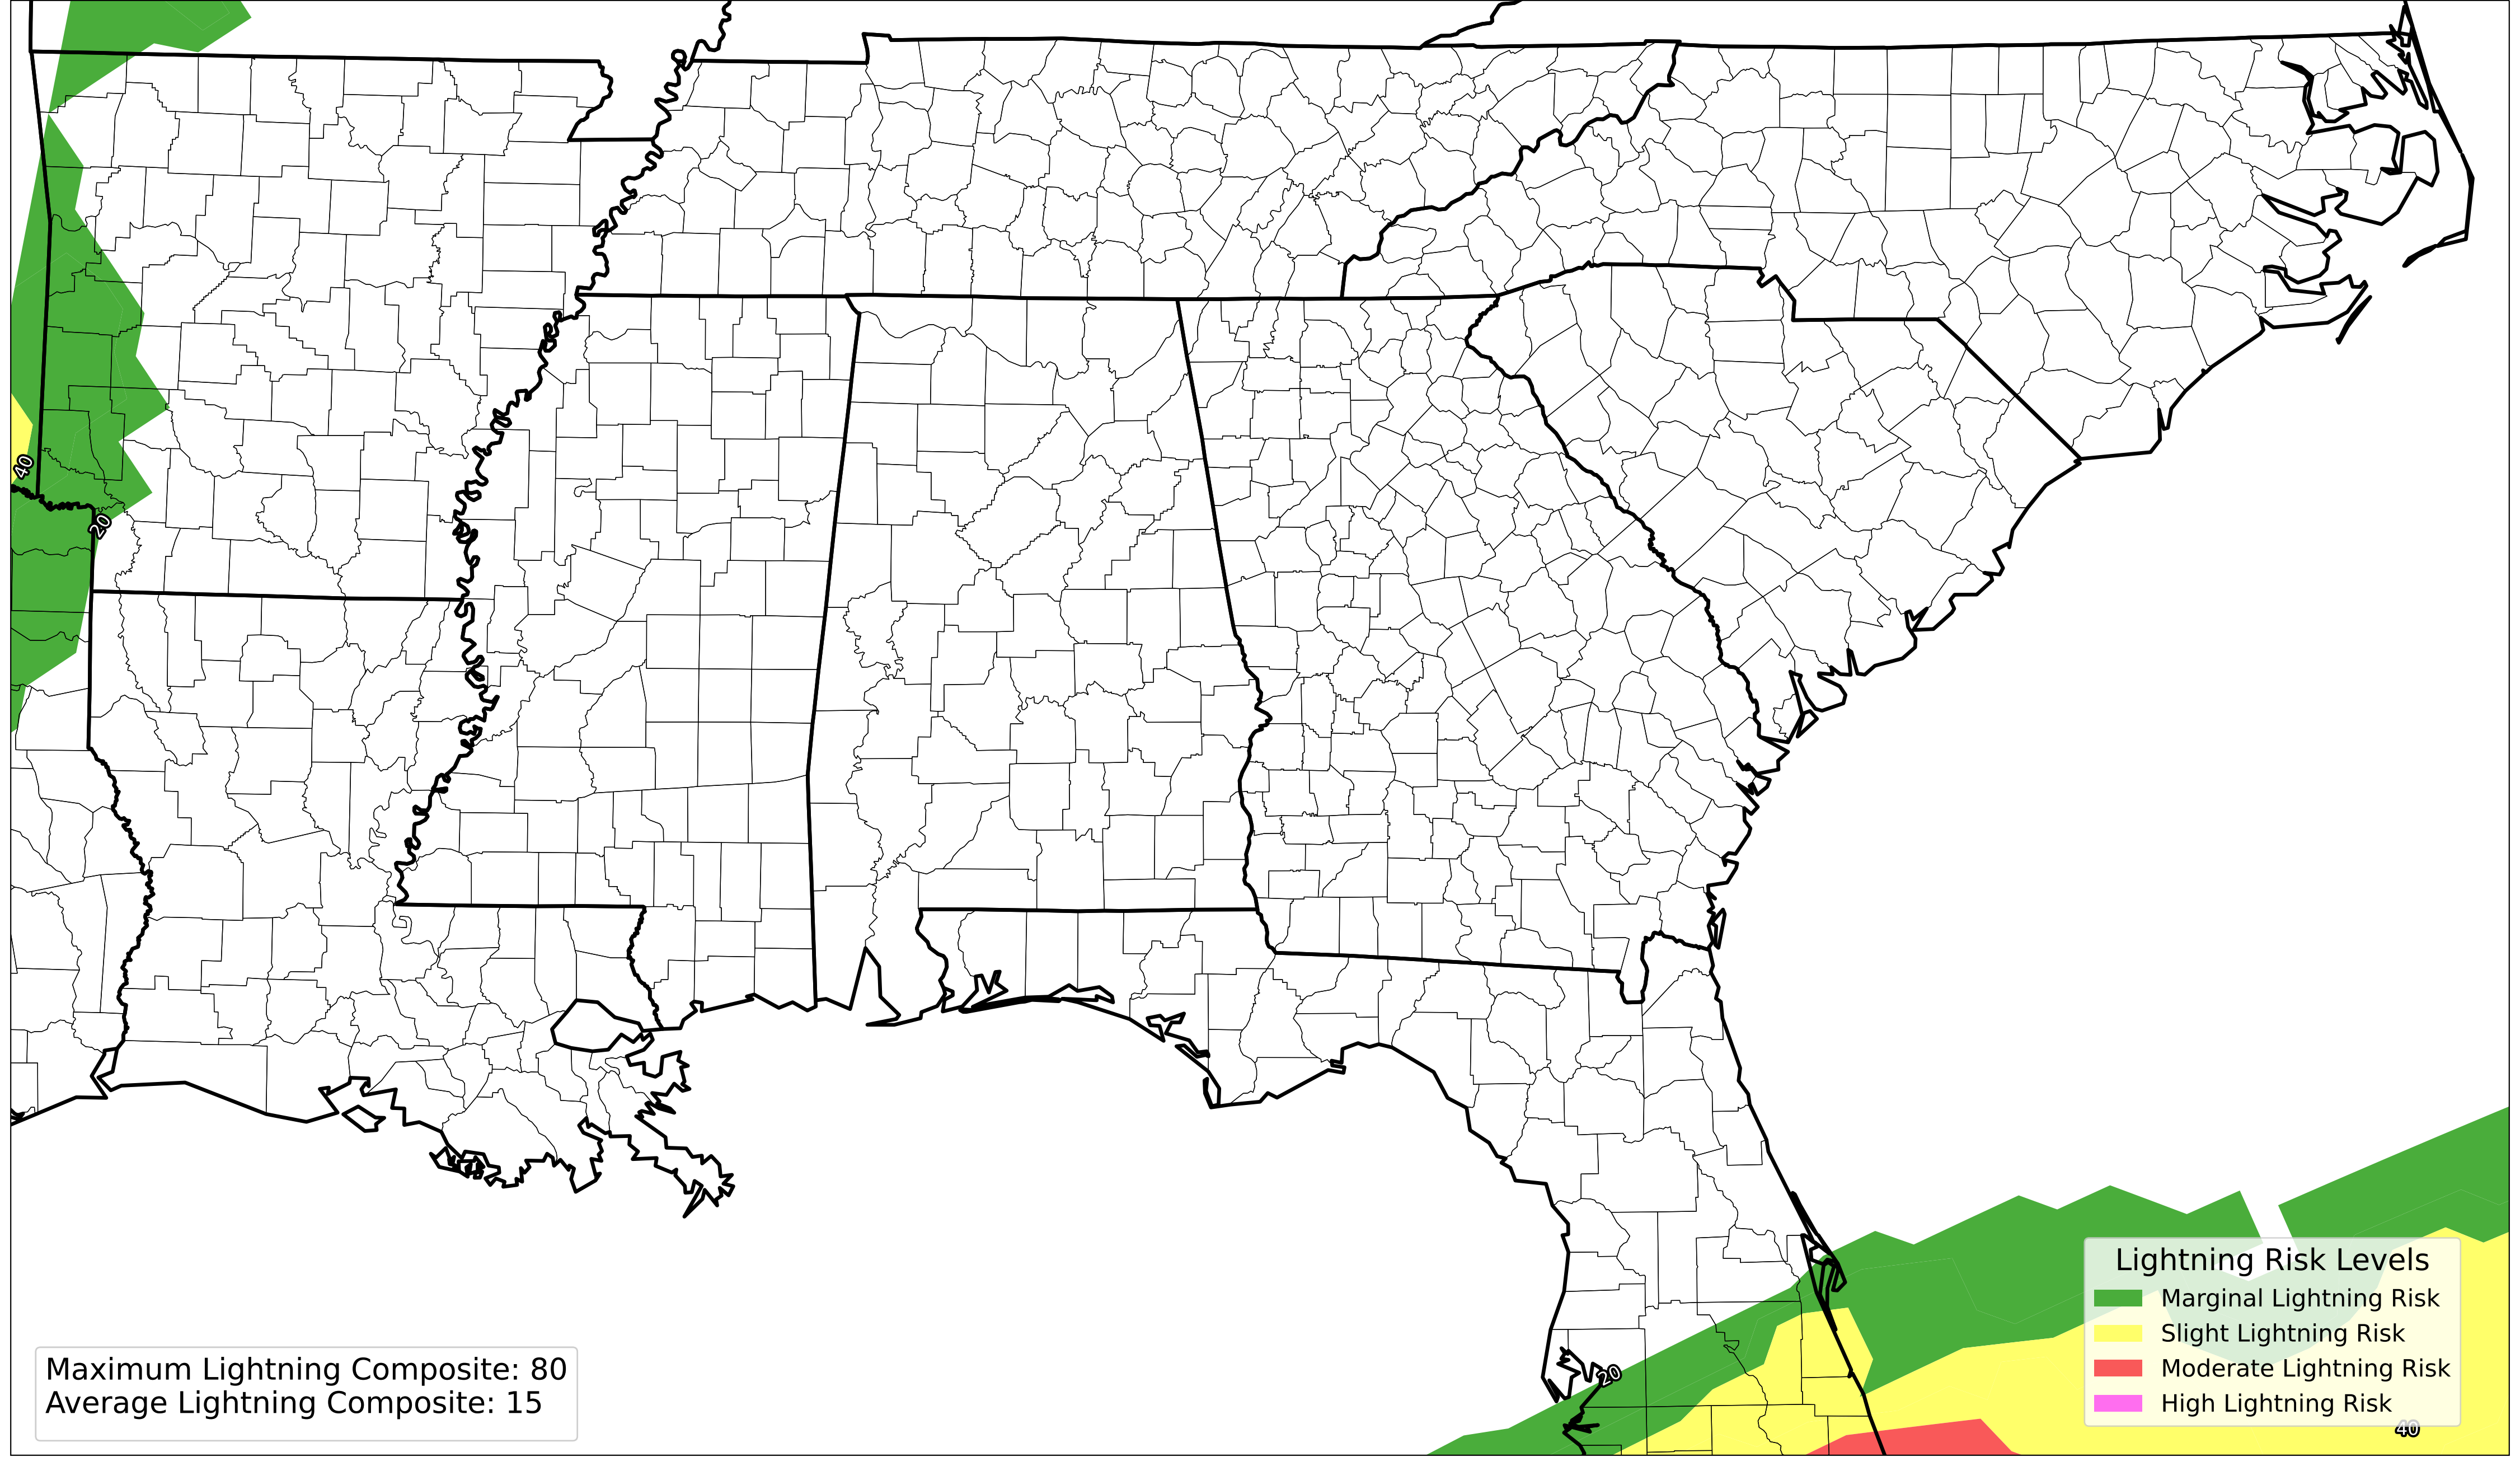 40
20
Lightning Risk Levels
Marginal Lightning Risk
Slight Lightning Risk
Moderate Lightning Risk
High Lightning Risk
20
Maximum Lightning Composite: 80
Average Lightning Composite: 15
40